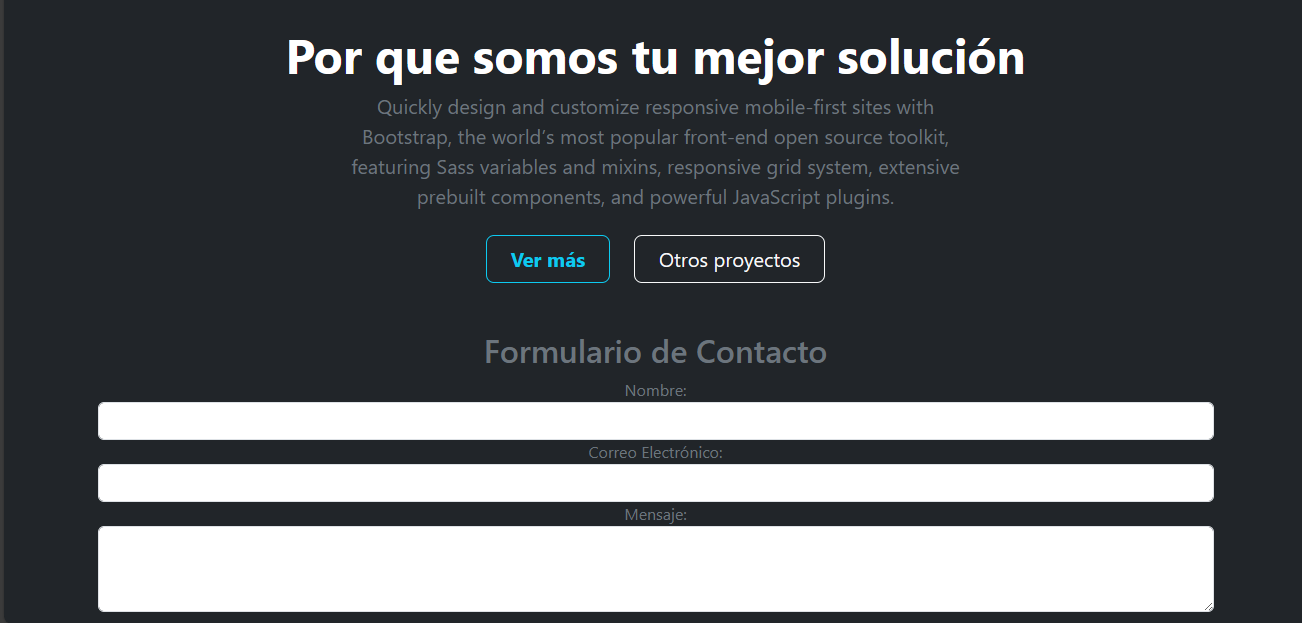 Por que somos tu mejor solución
Quickly design and customize responsive mobile-first sites with
Bootstrap, the world’s most popular front-end open source toolkit,
featuring Sass variables and mixins, responsive grid system, extensive
prebuilt components, and powerful JavaScript plugins.
Ver más
Otros proyectos
Formulario de Contacto
Nombre:
Correo Electrónico:
Mensaje: